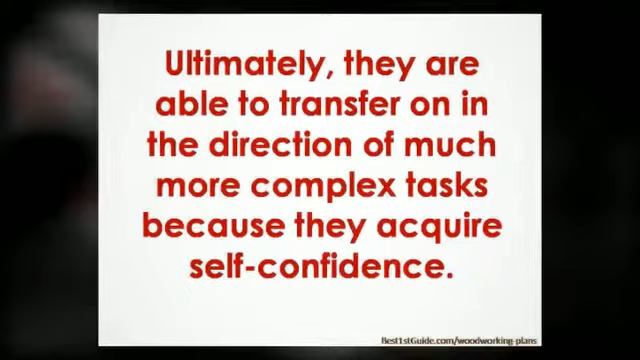 Ultimately, they are
able to transfer on in
the direction of much
more complex tasks
because they acquire
self-confidence.
Best1stGuide.com/woodworking-plans